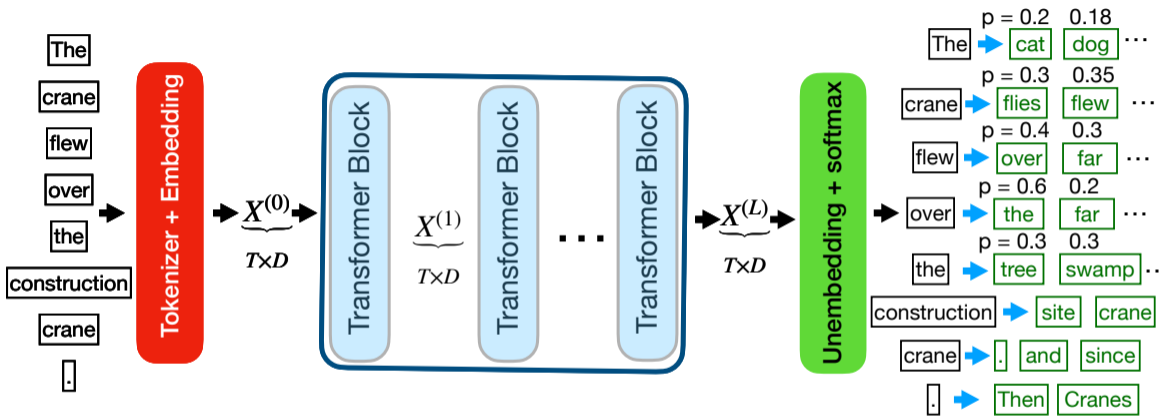 The
crane
flew
over
the
construction
crane
.
Tokenizer + Embedding
X^(0)
T×D
Transformer Block
X^(1)
T×D
Transformer Block
...
Transformer Block
X^(L)
T×D
Unembedding + softmax
p = 0.2 0.18
The cat dog ...
p = 0.3 0.35
crane flies flew ...
p = 0.4 0.3
flew over far ...
p = 0.6 0.2
over the far ...
p = 0.3 0.3
the tree swamp ..
construction site crane
crane . and since
. Then Cranes